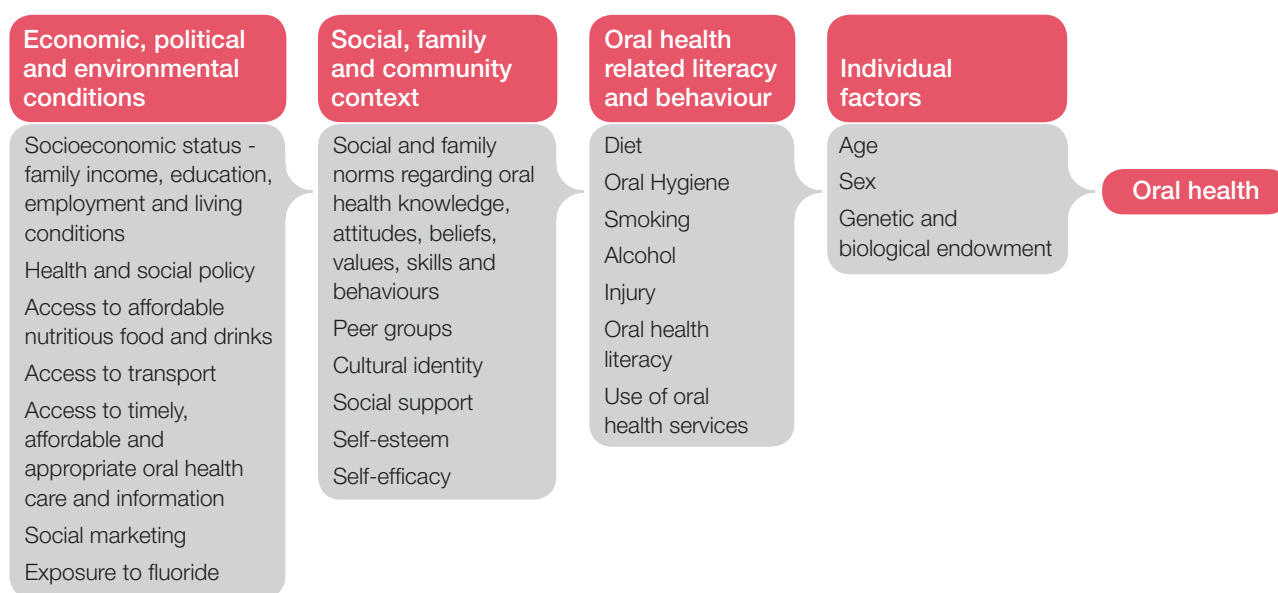 Economic, political
and environmental
conditions
Socioeconomic status -
family income, education,
employment and living
conditions
Health and social policy
Access to affordable
nutritious food and drinks
Access to transport
Access to timely,
affordable and
appropriate oral health
care and information
Social marketing
Exposure to fluoride
Social, family
and community
context
Social and family
norms regarding oral
health knowledge,
attitudes, beliefs,
values, skills and
behaviours
Peer groups
Cultural identity
Social support
Self-esteem
Self-efficacy
Oral health
related literacy
and behaviour
Diet
Oral Hygiene
Smoking
Alcohol
Injury
Oral health
literacy
Use of oral
health services
Individual
factors
Age
Sex
Genetic and
biological endowment
Oral health